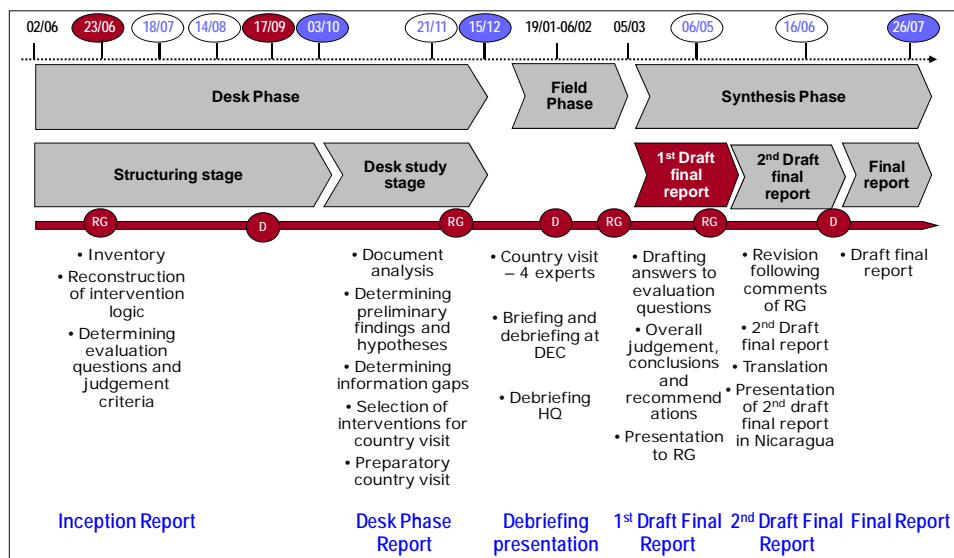 02/06 23/06 18/07 14/08 17/09 03/10 21/11 15/12 19/01-06/02 05/03 06/05 16/06 26/07
Desk Phase
Field
Phase
Synthesis Phase
Structuring stage
Desk study
stage
1st Draft
final
report
2nd Draft
final
report
Final
report
RG D RG D RG RG D
• Inventory
• Reconstruction
of intervention
logic
• Determining
evaluation
questions and
judgement
criteria
• Document
analysis
• Determining
preliminary
findings and
hypotheses
• Determining
information gaps
• Selection of
interventions for
country visit
• Preparatory
country visit
• Country visit
– 4 experts
• Briefing and
debriefing at
DEC
• Debriefing
HQ
• Drafting
answers to
evaluation
questions
• Overall
judgement,
conclusions
and
recommend
ations
• Presentation
to RG
• Revision
following
comments
of RG
• 2nd Draft
final report
• Translation
• Presentation
of 2nd draft
final report
in Nicaragua
• Draft final
report
Inception Report
Desk Phase
Report
Debriefing
presentation
1st Draft Final
Report
2nd Draft Final
Report
Final Report